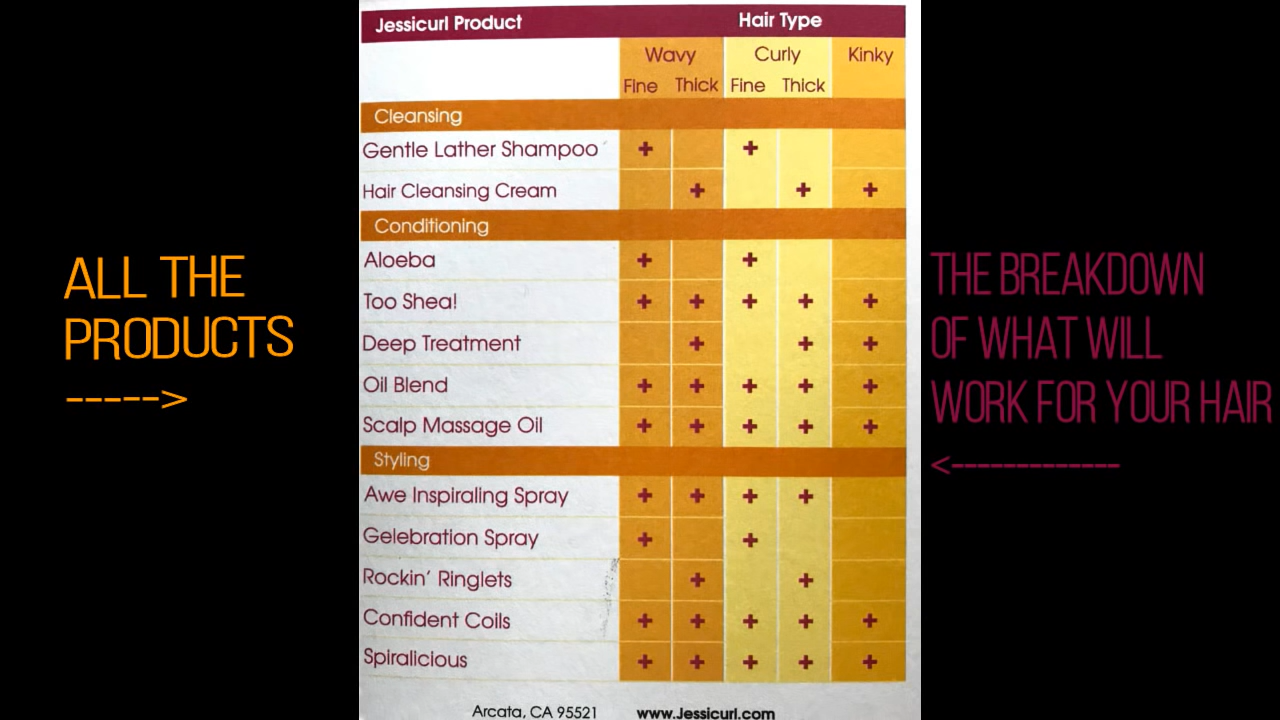 Jessicurl Product Hair Type
Wavy Curly Kinky
Fine Thick Fine Thick
Cleansing
Gentle Lather Shampoo + +
Hair Cleansing Cream + + +
Conditioning
Aloeba + +
Too Shea! + + + + +
Deep Treatment + + +
Oil Blend + + + + +
Scalp Massage Oil + + + + +
Styling
Awe Inspiraling Spray + + + +
Gelebration Spray + +
Rockin' Ringlets + +
Confident Coils + + + + +
Spiralicious + + + + +
Arcata, CA 95521 www.Jessicurl.com
ALL THE
PRODUCTS
----->
THE BREAKDOWN
OF WHAT WILL
WORK FOR YOUR HAIR
<-------------